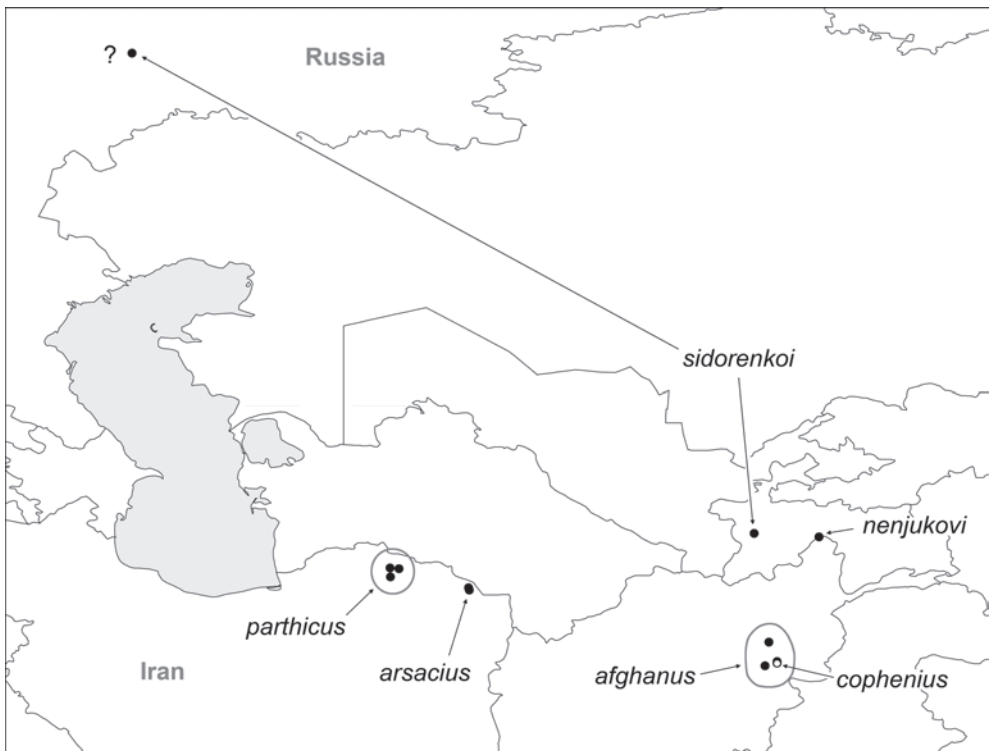 ? Russia
sidorenkoi
nenjukovi
parthicus
Iran arsacius afghanus cophenius